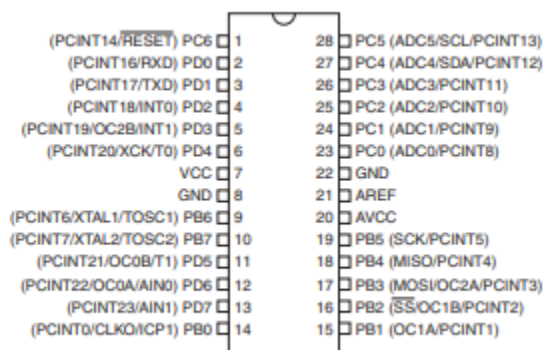 (PCINT14/RESET) PC6 1 28 PC5 (ADC5/SCL/PCINT13)
(PCINT16/RXD) PD0 2 27 PC4 (ADC4/SDA/PCINT12)
(PCINT17/TXD) PD1 3 26 PC3 (ADC3/PCINT11)
(PCINT18/INT0) PD2 4 25 PC2 (ADC2/PCINT10)
(PCINT19/OC2B/INT1) PD3 5 24 PC1 (ADC1/PCINT9)
(PCINT20/XCK/T0) PD4 6 23 PC0 (ADC0/PCINT8)
VCC 7 22 GND
GND 8 21 AREF
(PCINT6/XTAL1/TOSC1) PB6 9 20 AVCC
(PCINT7/XTAL2/TOSC2) PB7 10 19 PB5 (SCK/PCINT5)
(PCINT21/OC0B/T1) PD5 11 18 PB4 (MISO/PCINT4)
(PCINT22/OC0A/AIN0) PD6 12 17 PB3 (MOSI/OC2A/PCINT3)
(PCINT23/AIN1) PD7 13 16 PB2 (SS/OC1B/PCINT2)
(PCINT0/CLKO/ICP1) PB0 14 15 PB1 (OC1A/PCINT1)